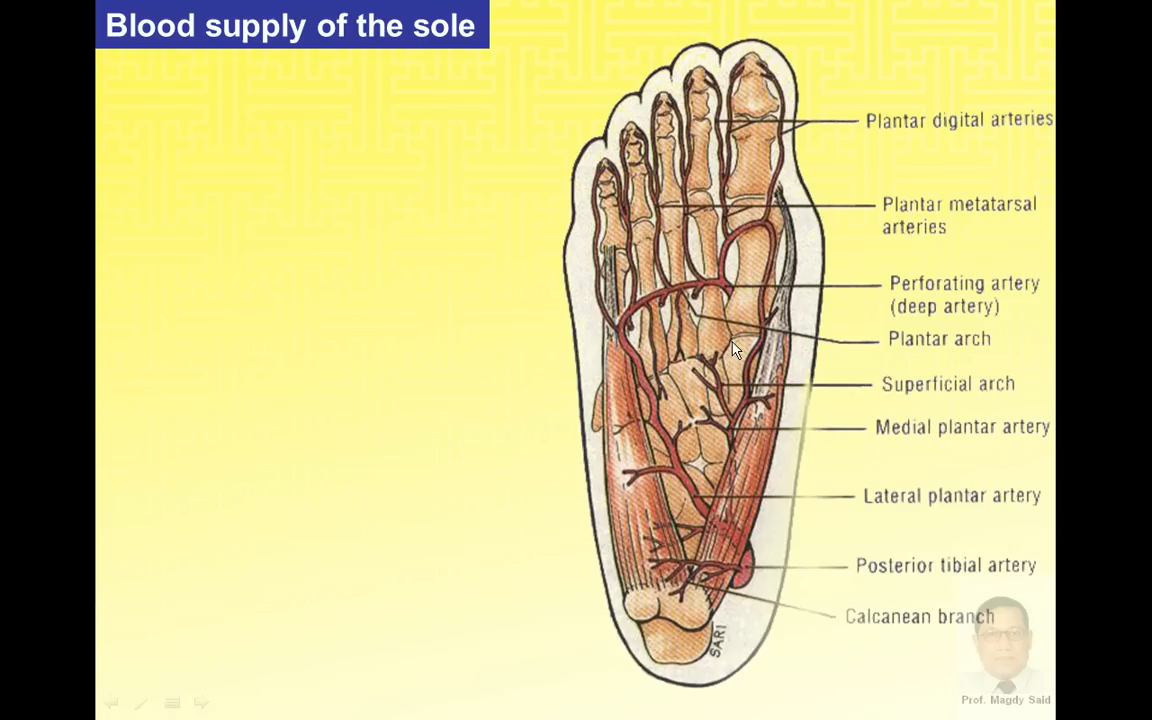 Blood supply of the sole
Plantar digital arteries
Plantar metatarsal
arteries
Perforating artery
(deep artery)
Plantar arch
Superficial arch
Medial plantar artery
Lateral plantar artery
Posterior tibial artery
Calcanean branch
SARI
Prof. Magdy Said